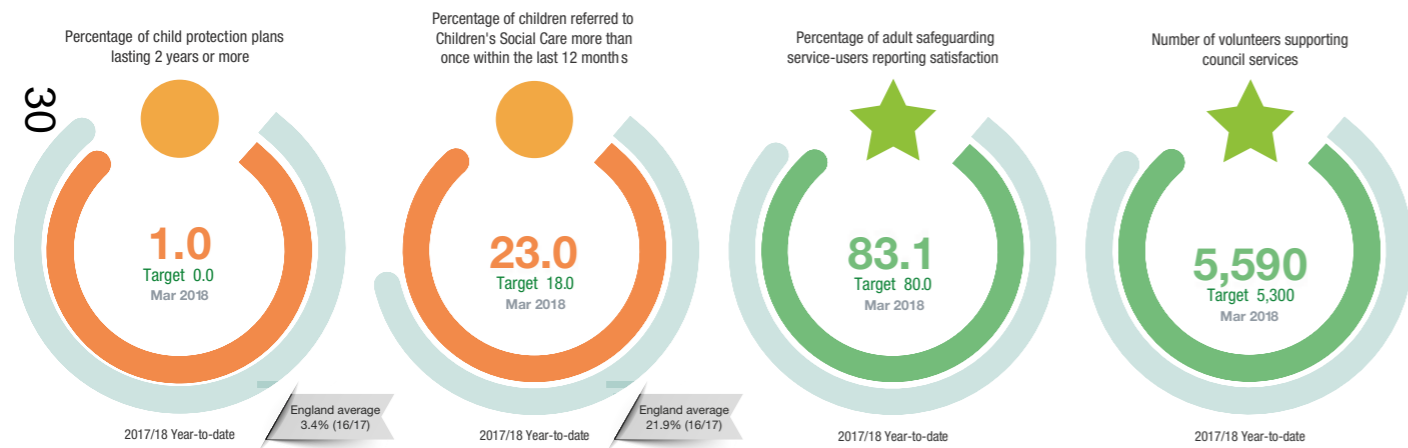 30
Percentage of child protection plans
lasting 2 years or more
1.0
Target 0.0
Mar 2018
England average
3.4% (16/17)
2017/18 Year-to-date
Percentage of children referred to
Children's Social Care more than
once within the last 12 months
23.0
Target 18.0
Mar 2018
England average
21.9% (16/17)
2017/18 Year-to-date
Percentage of adult safeguarding
service-users reporting satisfaction
83.1
Target 80.0
Mar 2018
2017/18 Year-to-date
Number of volunteers supporting
council services
5,590
Target 5,300
Mar 2018
2017/18 Year-to-date